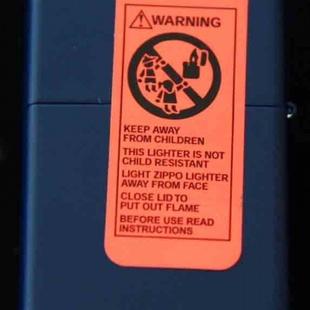 WARNING
KEEP AWAY
FROM CHILDREN
THIS LIGHTER IS NOT
CHILD RESISTANT
LIGHT ZIPPO LIGHTER
AWAY FROM FACE
CLOSE LID TO
PUT OUT FLAME
BEFORE USE READ
INSTRUCTIONS